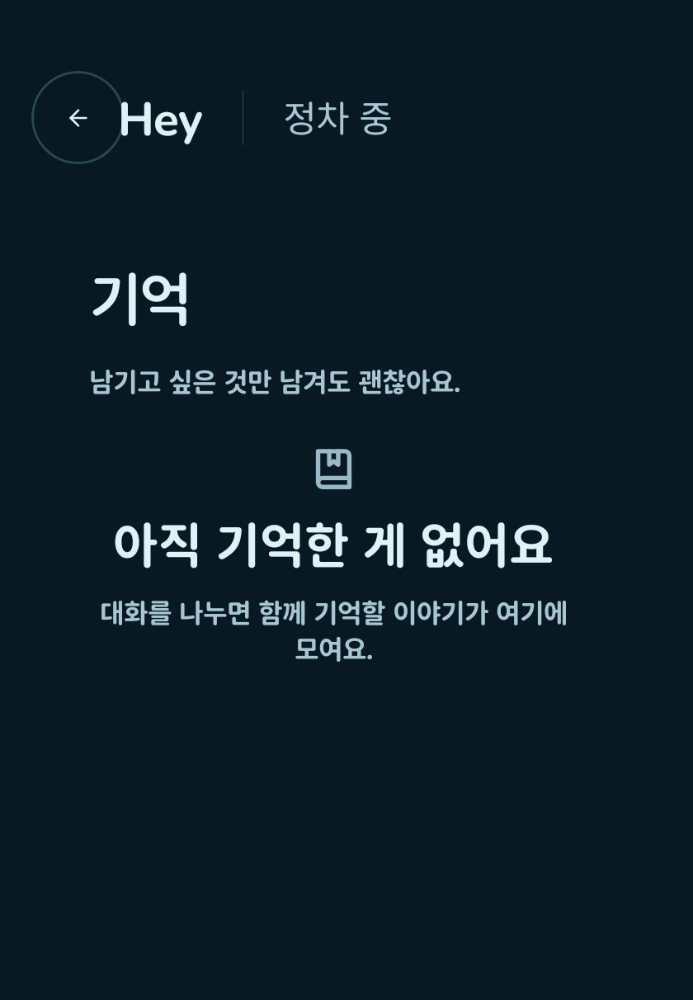 Hey 정차 중
기억
남기고 싶은 것만 남겨도 괜찮아요.
아직 기억한 게 없어요
대화를 나누면 함께 기억할 이야기가 여기에
모여요.